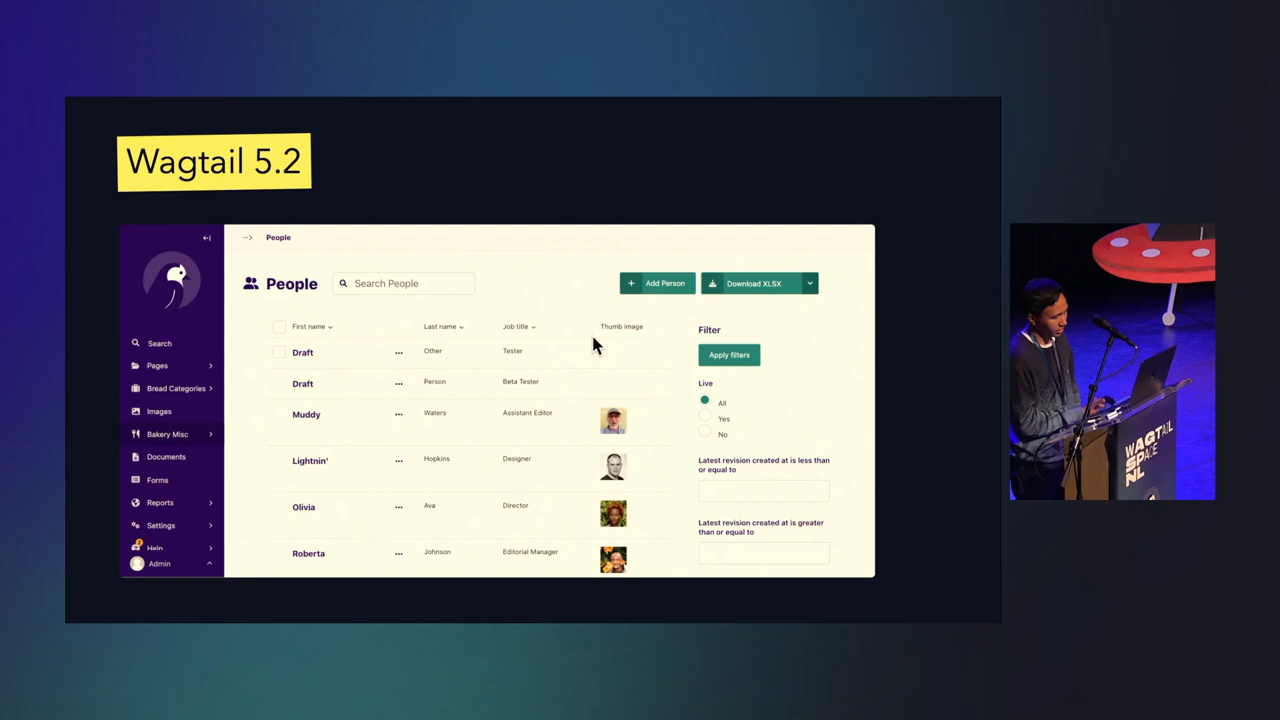 Wagtail 5.2
People
People
Search People
Add Person
Download XLSX
First name
Last name
Job title
Thumb image
Draft
Other
Tester
Draft
Person
Beta Tester
Muddy
Waters
Assistant Editor
Lightnin'
Hopkins
Designer
Olivia
Ava
Director
Roberta
Johnson
Editorial Manager
Filter
Apply filters
Live
All
Yes
No
Latest revision created at is less than
or equal to
Latest revision created at is greater
than or equal to
Search
Pages
Bread Categories
Images
Bakery Misc
Documents
Forms
Reports
Settings
Help
Admin
WAGTAIL
SPACE
NL